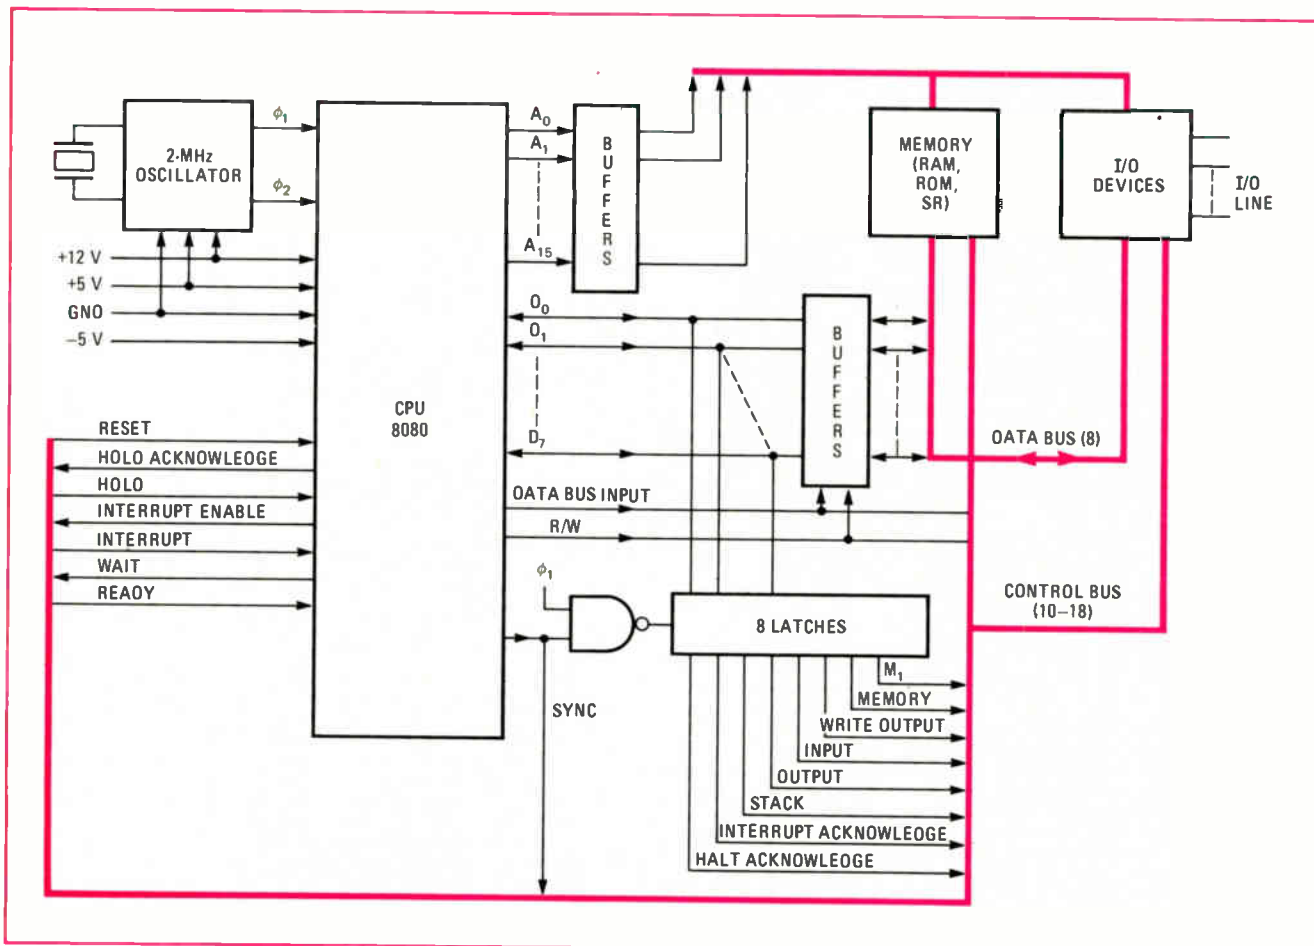 2-MHz
OSCILLATOR
ϕ1
ϕ2
+12 V
+5 V
GNO
−5 V
RESET
HOLO ACKNOWLEOGE
HOLO
INTERRUPT ENABLE
INTERRUPT
WAIT
REAOY
CPU
8080
A0
A1
A15
BUFFERS
O0
O1
D7
OATA BUS INPUT
R/W
BUFFERS
MEMORY
(RAM,
ROM,
SR)
I/O
DEVICES
I/O
LINE
OATA BUS (8)
CONTROL BUS
(10–18)
ϕ1
SYNC
8 LATCHES
M1
MEMORY
WRITE OUTPUT
INPUT
OUTPUT
STACK
INTERRUPT ACKNOWLEOGE
HALT ACKNOWLEOGE